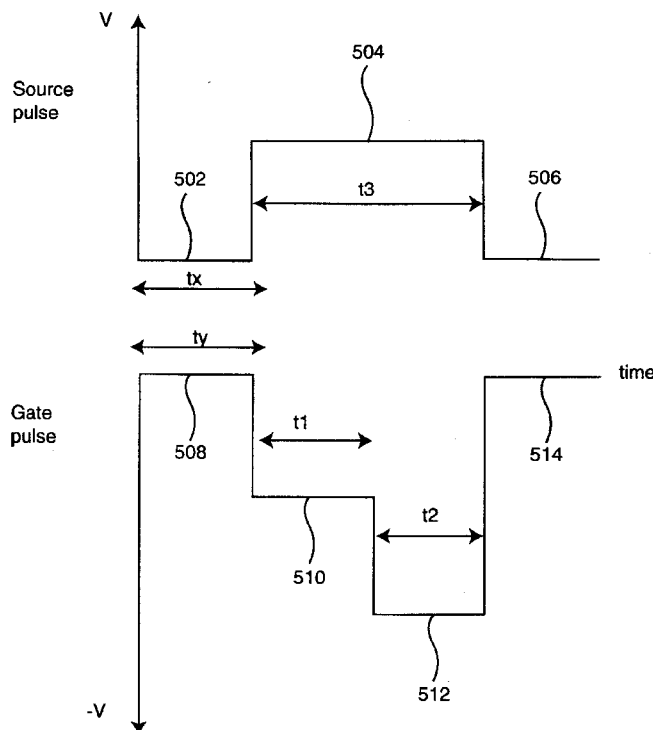 V
504
Source
pulse
502
506
t3
tx
ty
time
Gate
pulse
t1
508
514
t2
510
512
-V